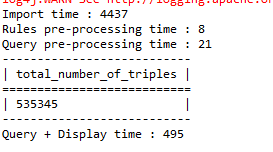 log4j:WARN See http://logging.apache.or
Import time : 4437
Rules pre-processing time : 8
Query pre-processing time : 21
---------------------------
| total_number_of_triples |
===========================
| 535345                  |
---------------------------
Query + Display time : 495